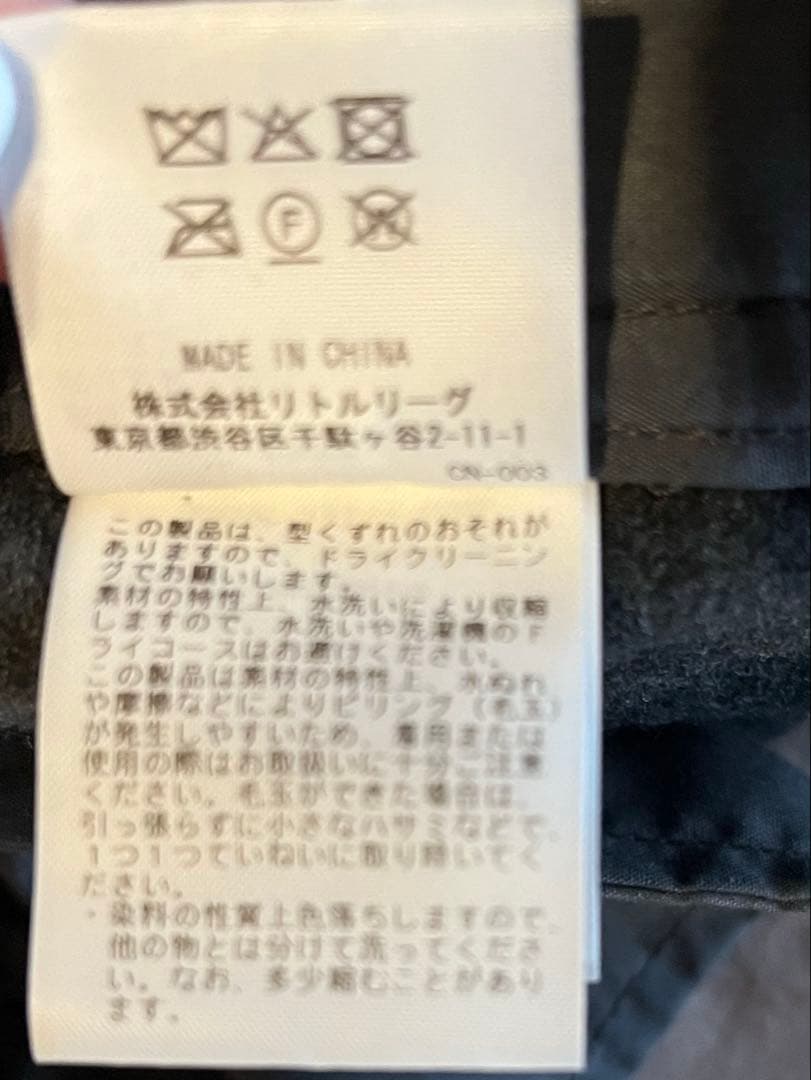 F
MADE IN CHINA
株式会社リトルリーグ
東京都渋谷区千駄ヶ谷2-11-1
CN-003
この製品は、型くずれのおそれが
ありますので、ドライクリーニン
グでお願いします。
素材の特性上、水洗いにより収縮
しますので、水洗いや洗濯機のド
ライコースはお避けください。
この製品は素材の特性上、水ぬれ
や摩擦などによりピリング（毛玉）
が発生しやすいため、着用または
使用の際はお取扱いに十分ご注意
ください。毛玉ができた場合は、
引っ張らずに小さなハサミなどで、
1つ1つていねいに取り除いてく
ださい。
・染料の性質上色落ちしますので、
他の物とは分けて洗ってくださ
い。なお、多少縮むことがあり
ます。